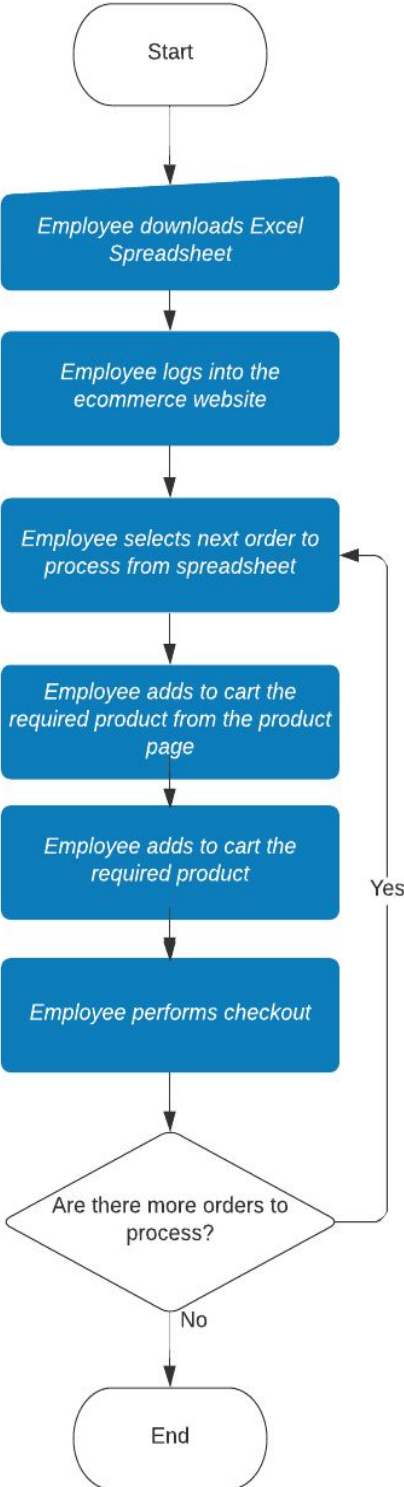 Start
Employee downloads Excel
Spreadsheet
Employee logs into the
ecommerce website
Employee selects next order to
process from spreadsheet
Employee adds to cart the
required product from the product
page
Employee adds to cart the
required product
Yes
Employee performs checkout
Are there more orders to
process?
No
End